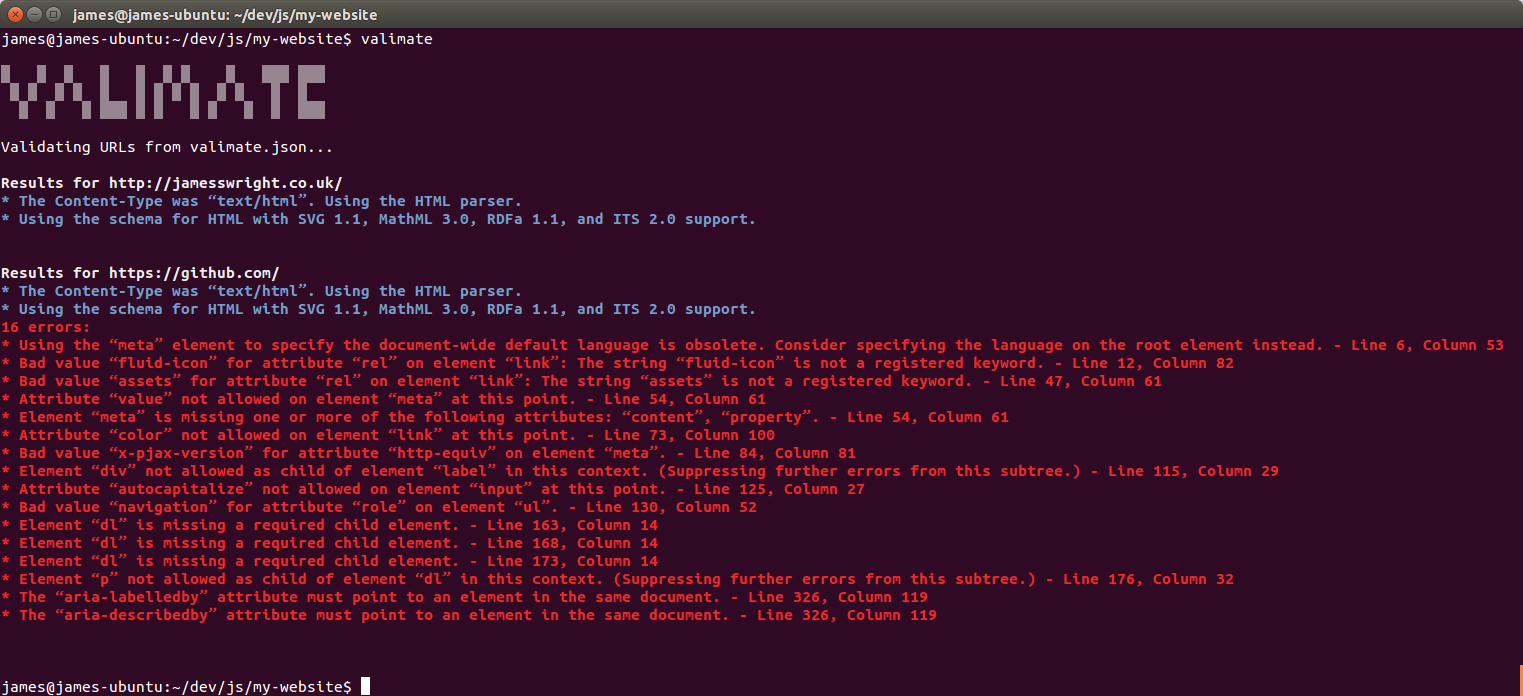 james@james-ubuntu: ~/dev/js/my-website
james@james-ubuntu:~/dev/js/my-website$ valimate
VALIMATE
Validating URLs from valimate.json...
Results for http://jamesswright.co.uk/
* The Content-Type was “text/html”. Using the HTML parser.
* Using the schema for HTML with SVG 1.1, MathML 3.0, RDFa 1.1, and ITS 2.0 support.
Results for https://github.com/
* The Content-Type was “text/html”. Using the HTML parser.
* Using the schema for HTML with SVG 1.1, MathML 3.0, RDFa 1.1, and ITS 2.0 support.
16 errors:
* Using the “meta” element to specify the document-wide default language is obsolete. Consider specifying the language on the root element instead. - Line 6, Column 53
* Bad value “fluid-icon” for attribute “rel” on element “link”: The string “fluid-icon” is not a registered keyword. - Line 12, Column 82
* Bad value “assets” for attribute “rel” on element “link”: The string “assets” is not a registered keyword. - Line 47, Column 61
* Attribute “value” not allowed on element “meta” at this point. - Line 54, Column 61
* Element “meta” is missing one or more of the following attributes: “content”, “property”. - Line 54, Column 61
* Attribute “color” not allowed on element “link” at this point. - Line 73, Column 100
* Bad value “x-pjax-version” for attribute “http-equiv” on element “meta”. - Line 84, Column 81
* Element “div” not allowed as child of element “label” in this context. (Suppressing further errors from this subtree.) - Line 115, Column 29
* Attribute “autocapitalize” not allowed on element “input” at this point. - Line 125, Column 27
* Bad value “navigation” for attribute “role” on element “ul”. - Line 130, Column 52
* Element “dl” is missing a required child element. - Line 163, Column 14
* Element “dl” is missing a required child element. - Line 168, Column 14
* Element “dl” is missing a required child element. - Line 173, Column 14
* Element “p” not allowed as child of element “dl” in this context. (Suppressing further errors from this subtree.) - Line 176, Column 32
* The “aria-labelledby” attribute must point to an element in the same document. - Line 326, Column 119
* The “aria-describedby” attribute must point to an element in the same document. - Line 326, Column 119
james@james-ubuntu:~/dev/js/my-website$